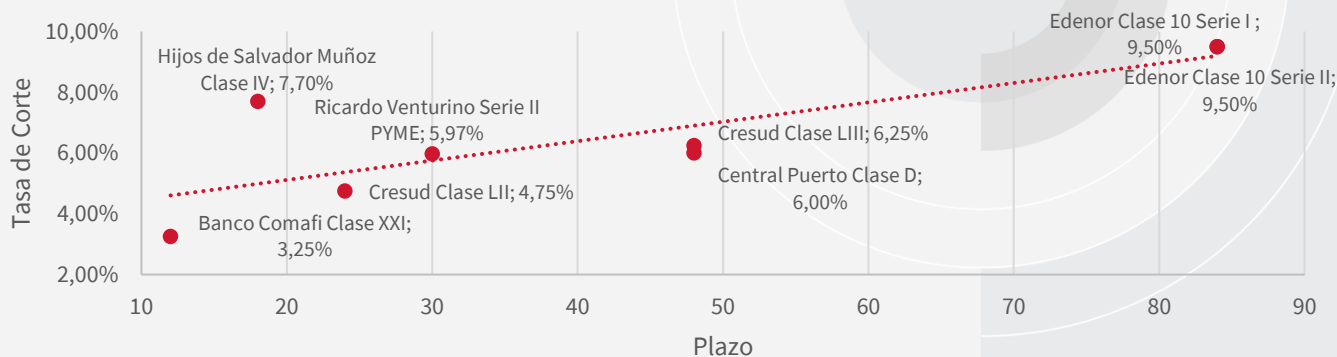 Tasa de Corte
10,00%
8,00%
6,00%
4,00%
2,00%
Hijos de Salvador Muñoz
Clase IV; 7,70%
Ricardo Venturino Serie II
PYME; 5,97%
Cresud Clase LII; 4,75%
Banco Comafi Clase XXI;
3,25%
Cresud Clase LIII; 6,25%
Central Puerto Clase D;
6,00%
Edenor Clase 10 Serie I ;
9,50%
Edenor Clase 10 Serie II;
9,50%
10 20 30 40 50 60 70 80 90
Plazo